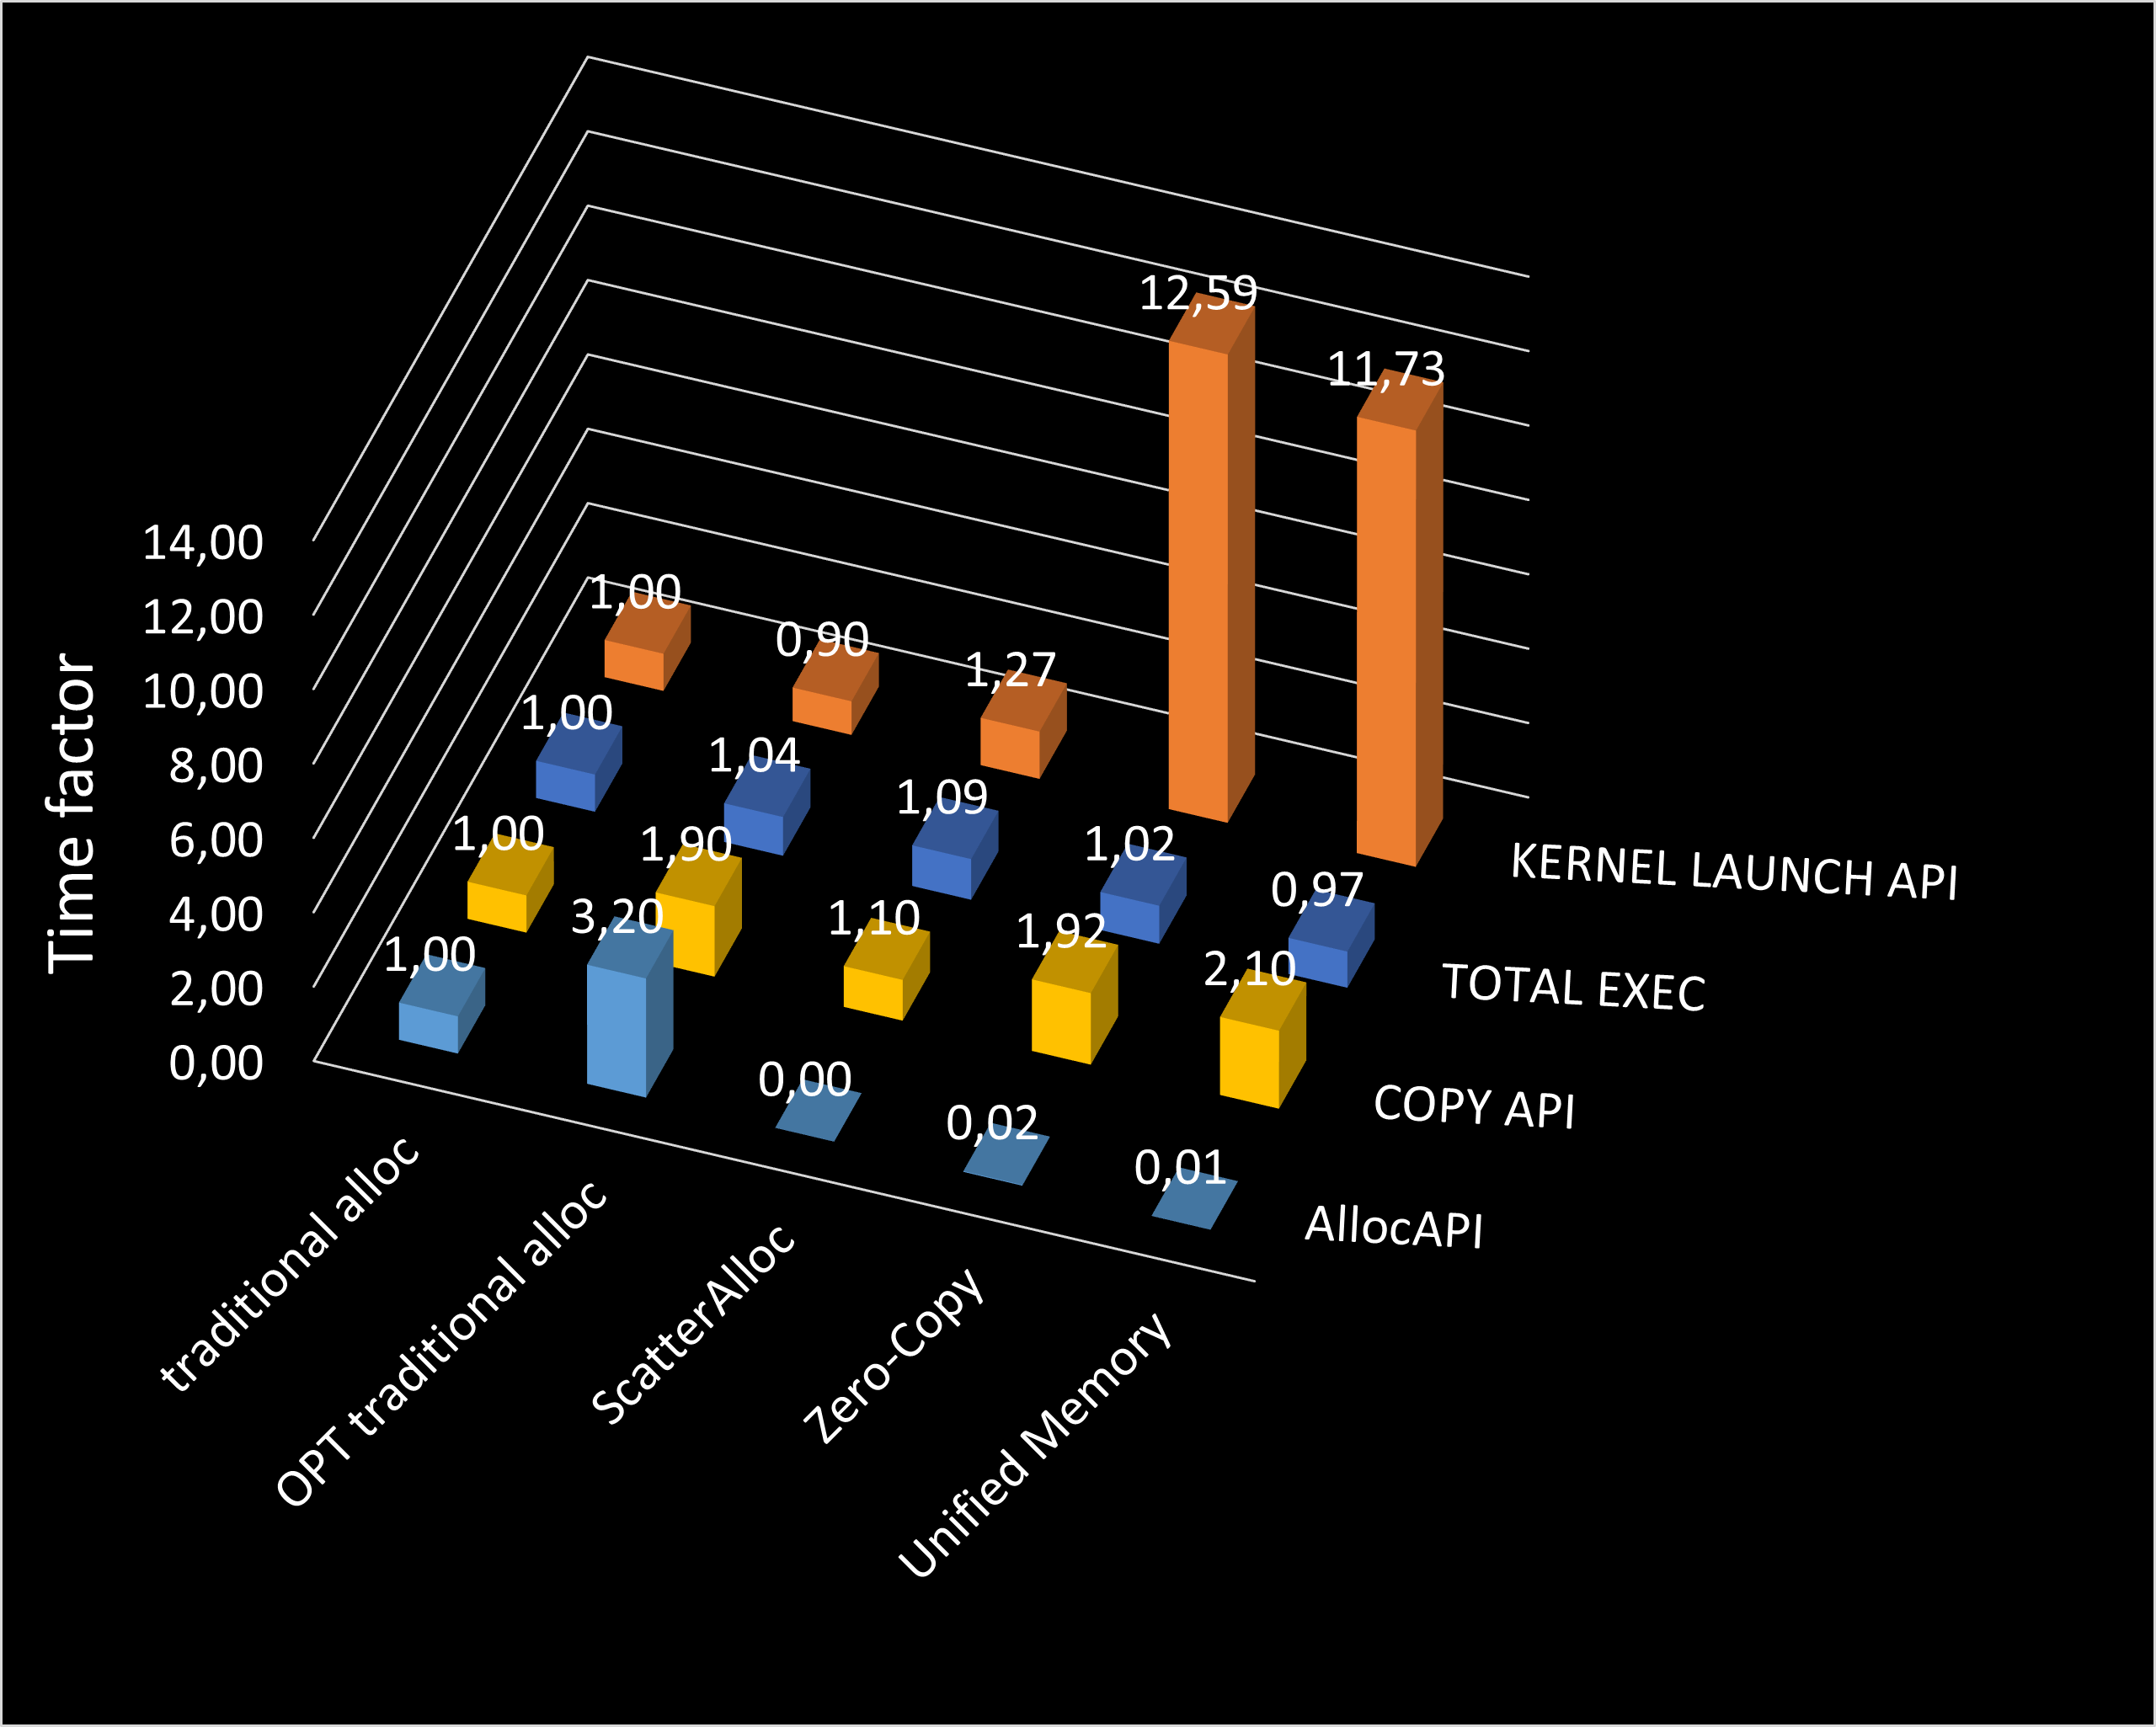 Time factor
14,00
12,00
10,00
8,00
6,00
4,00
2,00
0,00
12,59
11,73
1,00
0,90
1,27
1,00
1,04
1,09
1,02
0,97
1,00
1,90
1,10
1,92
2,10
1,00
3,20
0,00
0,02
0,01
KERNEL LAUNCH API
TOTAL EXEC
COPY API
AllocAPI
traditional alloc
OPT traditional alloc
ScatterAlloc
Zero-Copy
Unified Memory